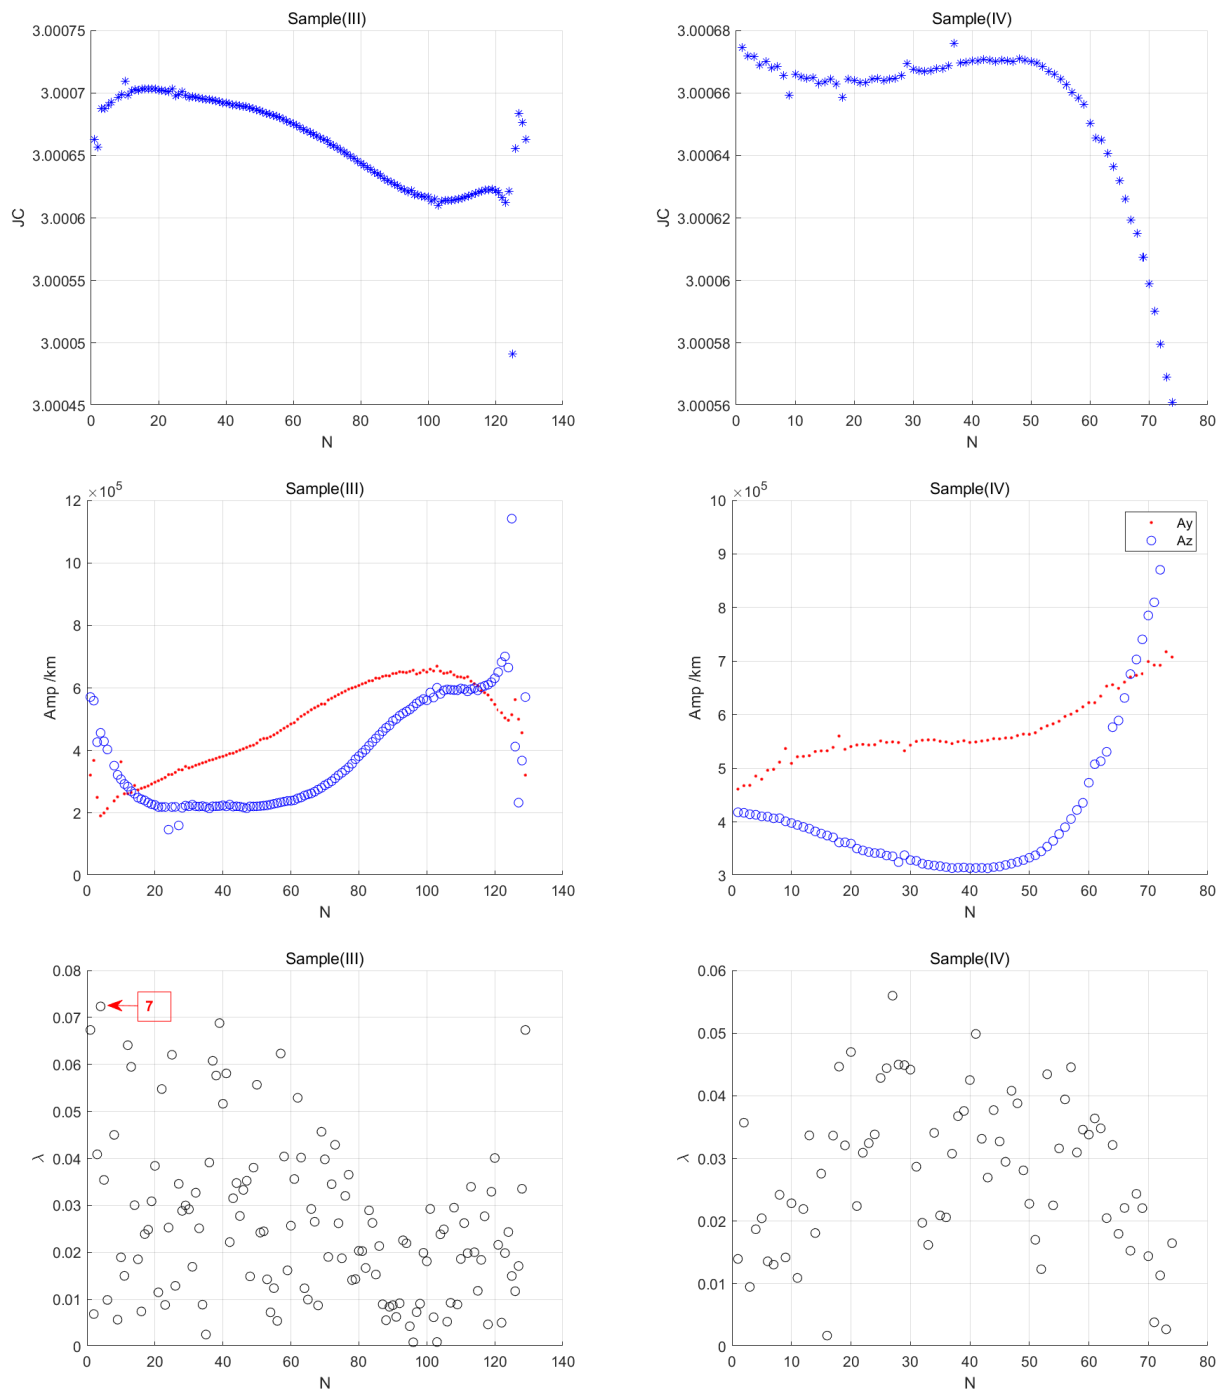 Sample(III)
3.00075
3.0007
3.00065
3.0006
3.00055
3.0005
3.00045
JC
0 20 40 60 80 100 120 140
N
Sample(IV)
3.00068
3.00066
3.00064
3.00062
3.0006
3.00058
3.00056
JC
0 10 20 30 40 50 60 70 80
N
Sample(III)
×10⁵
12
10
8
6
4
2
0
Amp /km
0 20 40 60 80 100 120 140
N
Sample(IV)
×10⁵
10
9
8
7
6
5
4
3
Amp /km
Ay
Az
0 10 20 30 40 50 60 70 80
N
Sample(III)
0.08
0.07
0.06
0.05
0.04
0.03
0.02
0.01
0
λ
7
0 20 40 60 80 100 120 140
N
Sample(IV)
0.06
0.05
0.04
0.03
0.02
0.01
0
λ
0 10 20 30 40 50 60 70 80
N